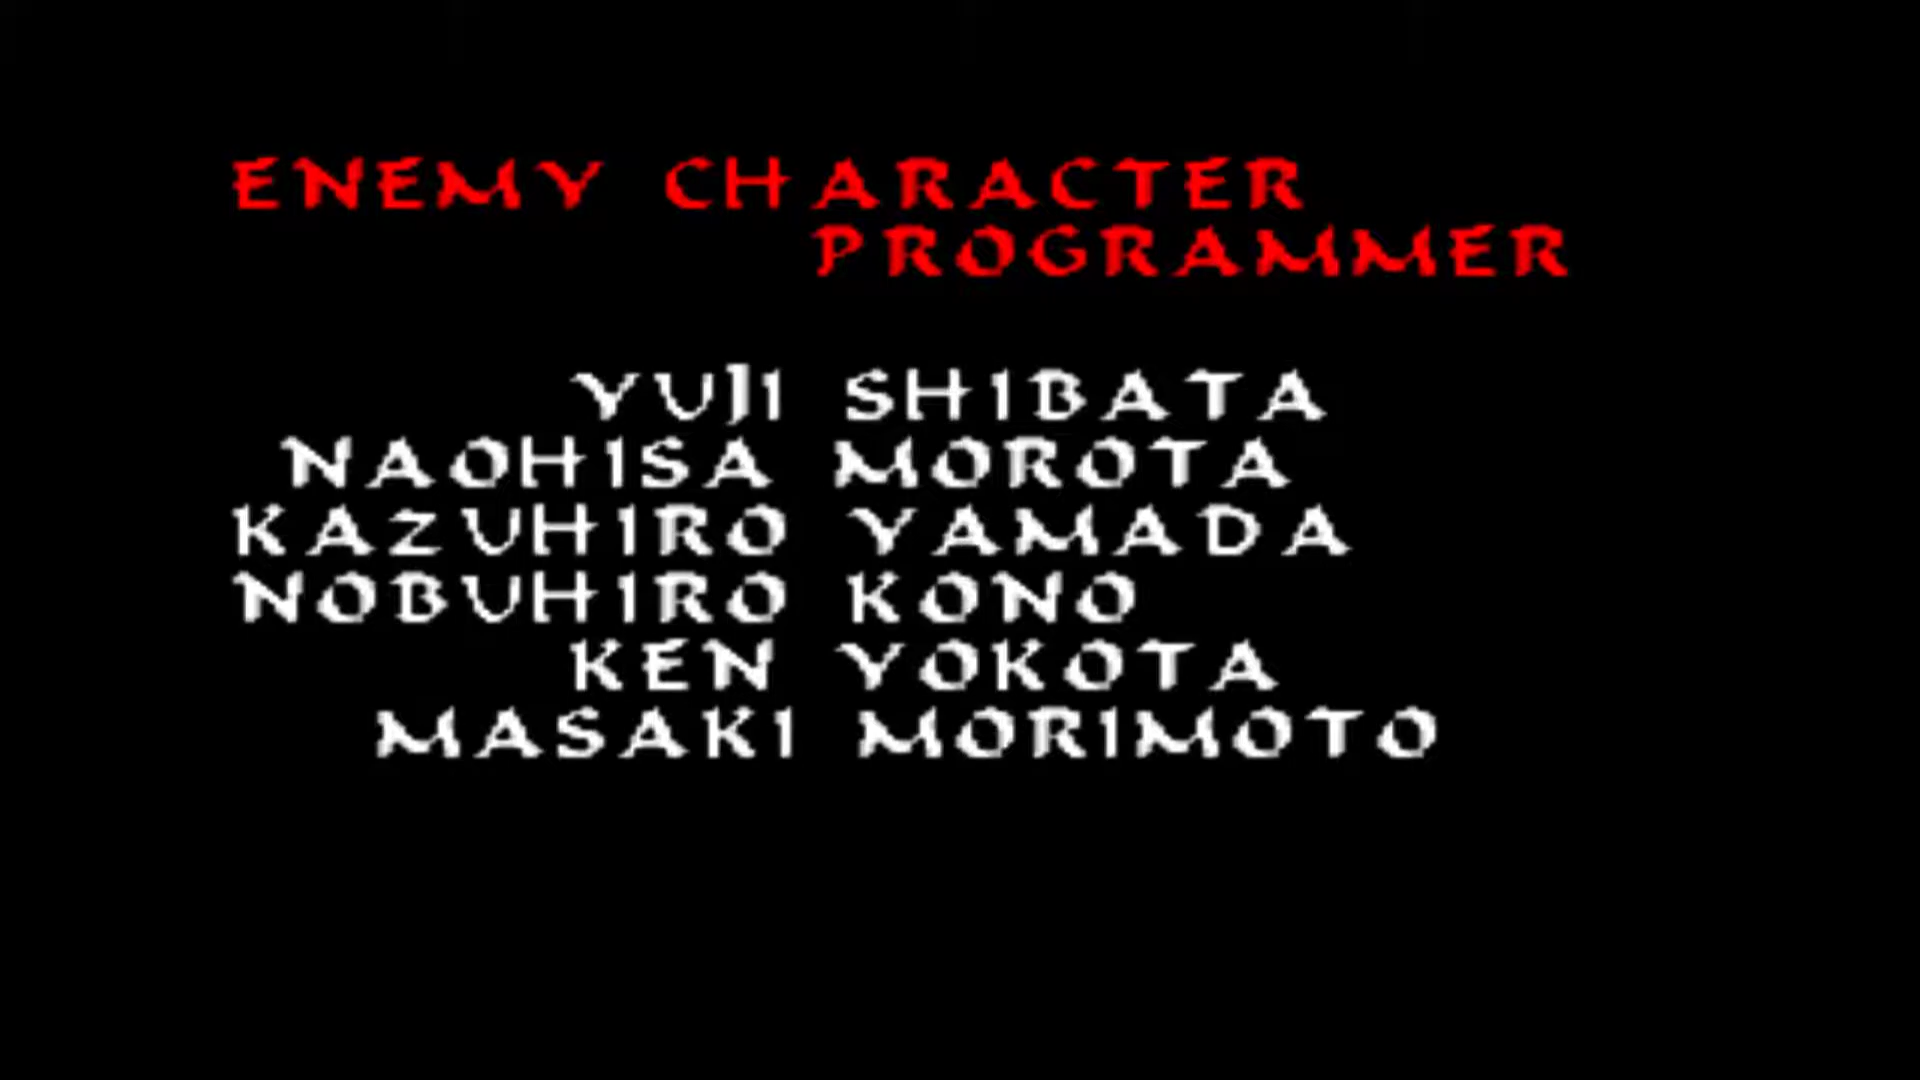 ENEMY CHARACTER
PROGRAMMER
YUJI SHIBATA
NAOHISA MOROTA
KAZUHIRO YAMADA
NOBUHIRO KONO
KEN YOKOTA
MASAKI MORIMOTO